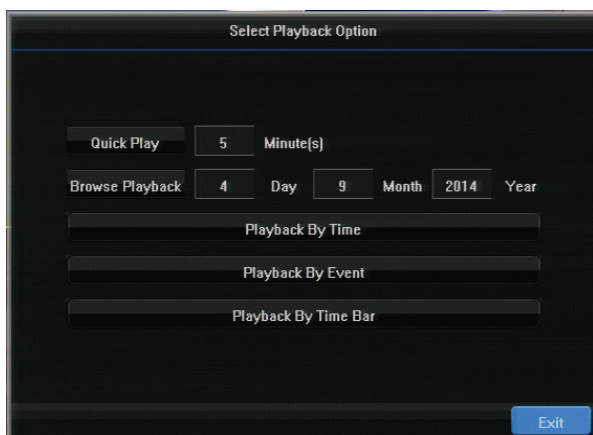 Select Playback Option
Quick Play 5 Minute(s)
Browse Playback 4 Day 9 Month 2014 Year
Playback By Time
Playback By Event
Playback By Time Bar
Exit